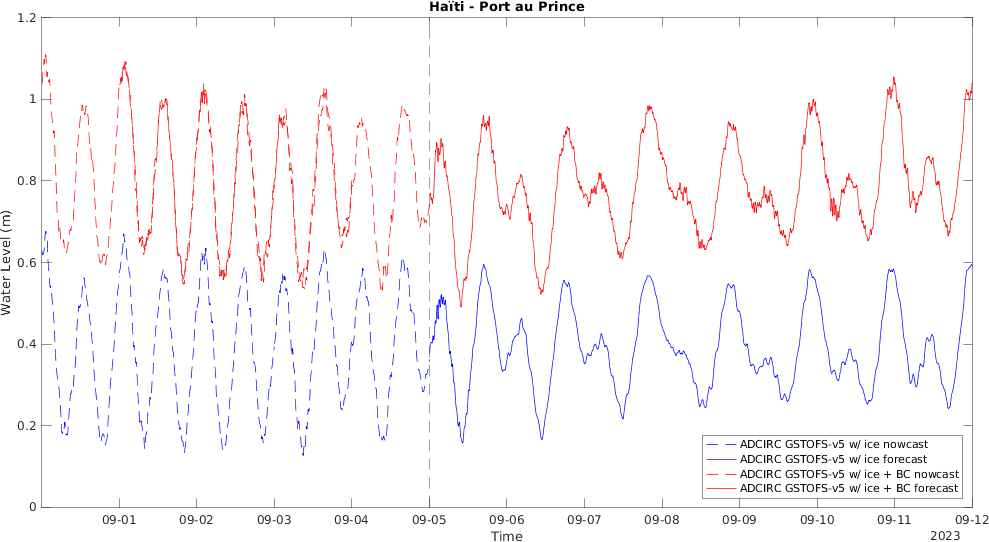 Haïti - Port au Prince
Water Level (m)
1.2
1
0.8
0.6
0.4
0.2
0
09-01 09-02 09-03 09-04 09-05 09-06 09-07 09-08 09-09 09-10 09-11 09-12
Time
2023
ADCIRC GSTOFS-v5 w/ ice nowcast
ADCIRC GSTOFS-v5 w/ ice forecast
ADCIRC GSTOFS-v5 w/ ice + BC nowcast
ADCIRC GSTOFS-v5 w/ ice + BC forecast